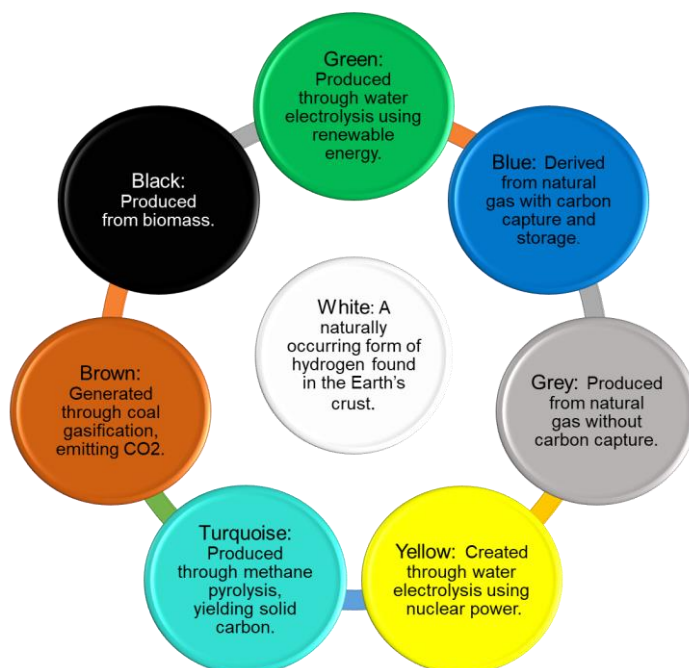 Green:
Produced
through water
electrolysis using
renewable
energy.
Blue: Derived
from natural
gas with carbon
capture and
storage.
Grey: Produced
from natural
gas without
carbon capture.
Yellow: Created
through water
electrolysis using
nuclear power.
Turquoise:
Produced
through methane
pyrolysis,
yielding solid
carbon.
Brown:
Generated
through coal
gasification,
emitting CO2.
Black:
Produced
from biomass.
White: A
naturally
occurring form of
hydrogen found
in the Earth's
crust.